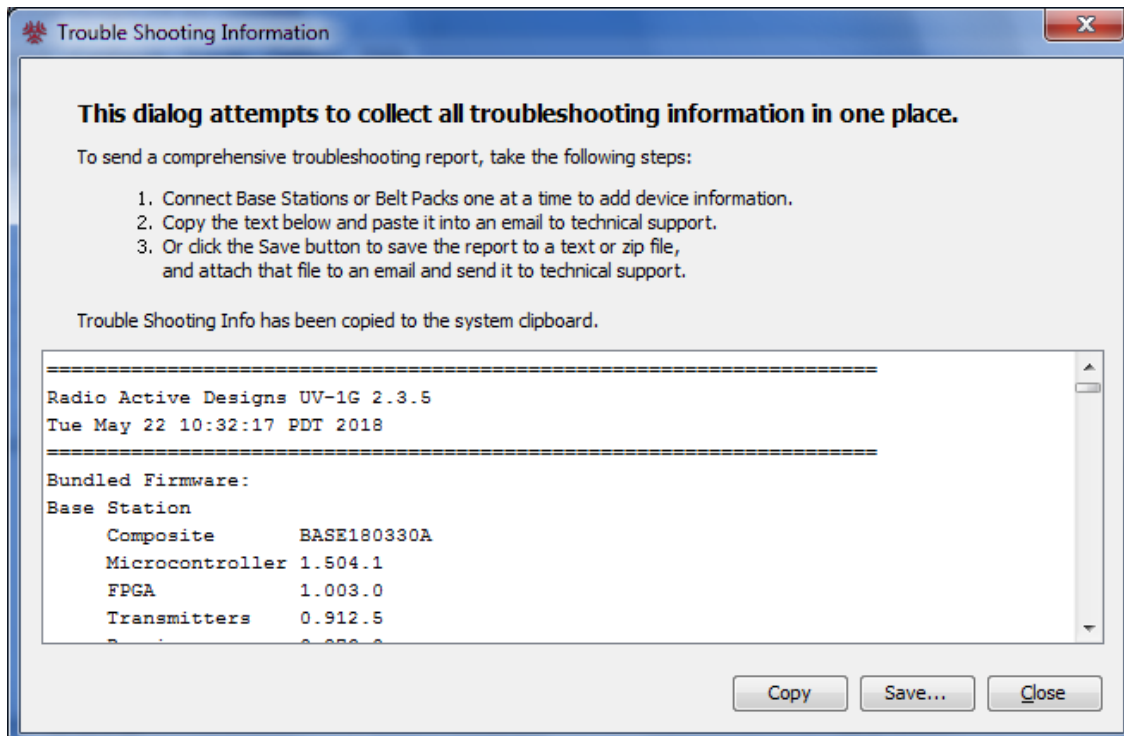 Trouble Shooting Information
This dialog attempts to collect all troubleshooting information in one place.
To send a comprehensive troubleshooting report, take the following steps:
1. Connect Base Stations or Belt Packs one at a time to add device information.
2. Copy the text below and paste it into an email to technical support.
3. Or click the Save button to save the report to a text or zip file,
and attach that file to an email and send it to technical support.
Trouble Shooting Info has been copied to the system clipboard.
====================================================================
Radio Active Designs UV-1G 2.3.5
Tue May 22 10:32:17 PDT 2018
====================================================================
Bundled Firmware:
Base Station
Composite BASE180330A
Microcontroller 1.504.1
FPGA 1.003.0
Transmitters 0.912.5
Copy Save... Close